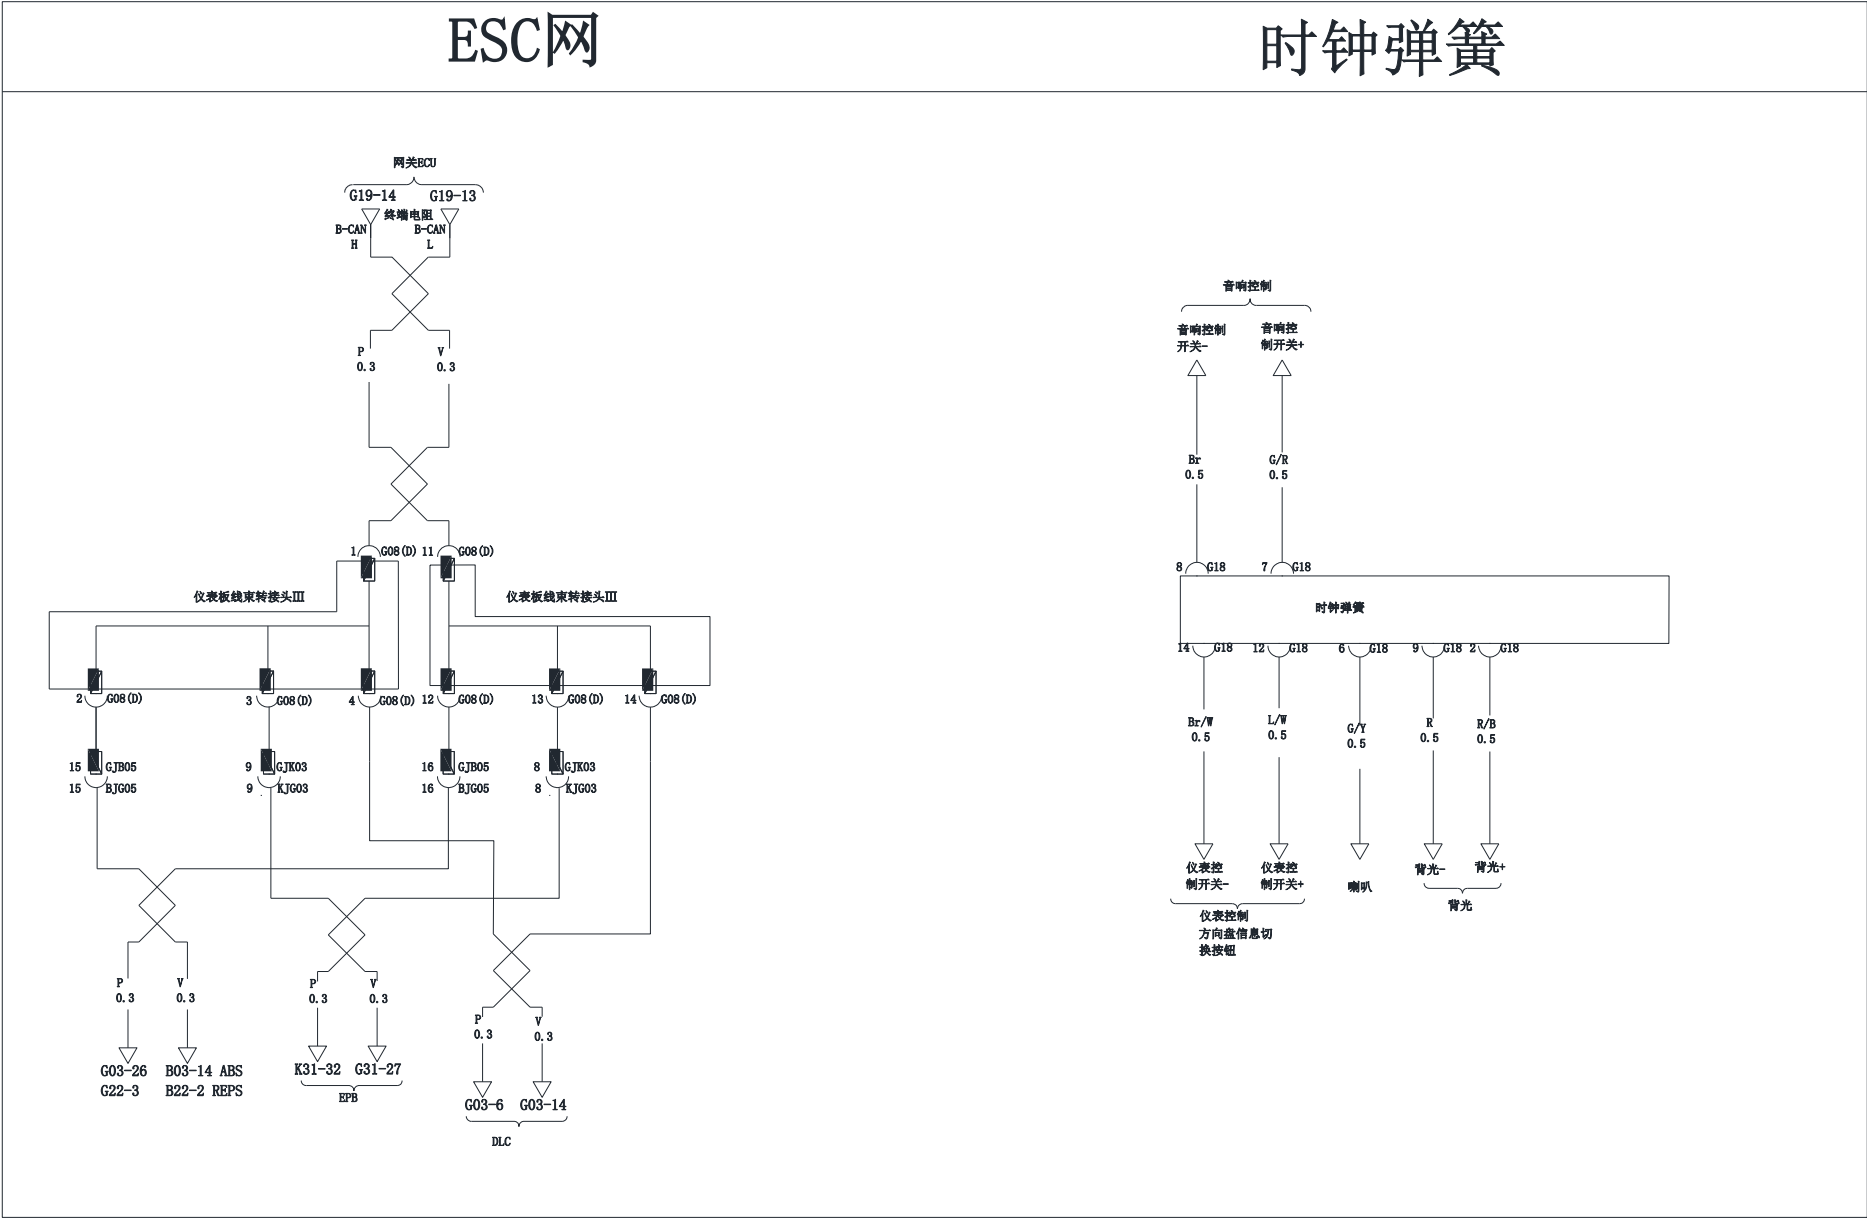 ESC网
时钟弹簧
网关ECU
G19-14
G19-13
终端电阻
B-CAN
H
B-CAN
L
P
0.3
V
0.3
1
G08(D)
11
G08(D)
仪表板线束转接头III
仪表板线束转接头III
2
G08(D)
3
G08(D)
4
G08(D)
12
G08(D)
13
G08(D)
14
G08(D)
15
GJB05
15
BJG05
9
GJK03
9
KJG03
16
GJB05
16
BJG05
8
GJK03
8
KJG03
P
0.3
V
0.3
P
0.3
V
0.3
P
0.3
V
0.3
G03-26
G22-3
B03-14 ABS
B22-2 REPS
K31-32
G31-27
EPB
G03-6
G03-14
DLC
音响控制
音响控制
开关-
音响控
制开关+
Br
0.5
G/R
0.5
8
G18
7
G18
时钟弹簧
14
G18
12
G18
6
G18
9
G18
2
G18
Br/W
0.5
L/W
0.5
G/Y
0.5
R
0.5
R/B
0.5
仪表控
制开关-
仪表控
制开关+
喇叭
背光-
背光+
背光
仪表控制
方向盘信息切
换按钮